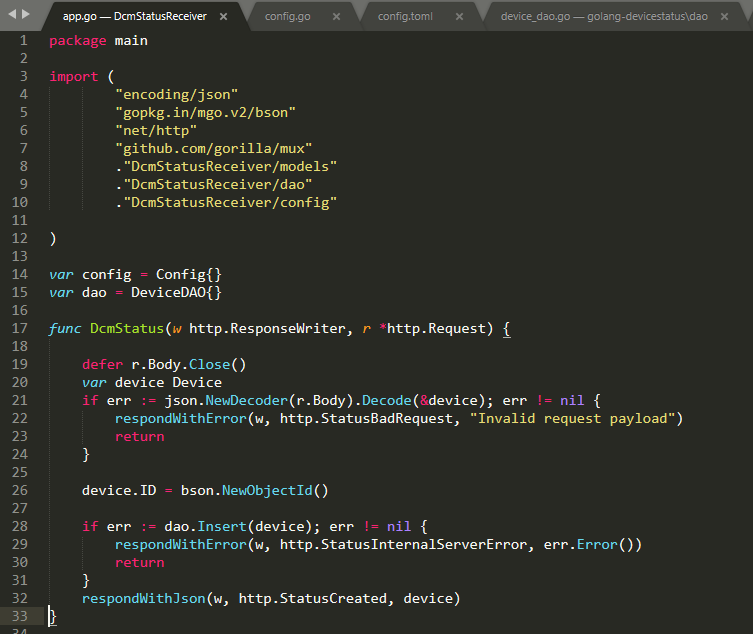 app.go — DcmStatusReceiver × config.go × config.toml × device_dao.go — golang-devicestatus\dao ×
1 package main
2
3 import (
4 "encoding/json"
5 "gopkg.in/mgo.v2/bson"
6 "net/http"
7 "github.com/gorilla/mux"
8 ."DcmStatusReceiver/models"
9 ."DcmStatusReceiver/dao"
10 ."DcmStatusReceiver/config"
11
12 )
13
14 var config = Config{}
15 var dao = DeviceDAO{}
16
17 func DcmStatus(w http.ResponseWriter, r *http.Request) {
18
19 defer r.Body.Close()
20 var device Device
21 if err := json.NewDecoder(r.Body).Decode(&device); err != nil {
22 respondWithError(w, http.StatusBadRequest, "Invalid request payload")
23 return
24 }
25
26 device.ID = bson.NewObjectId()
27
28 if err := dao.Insert(device); err != nil {
29 respondWithError(w, http.StatusInternalServerError, err.Error())
30 return
31 }
32 respondWithJson(w, http.StatusCreated, device)
33 }
34